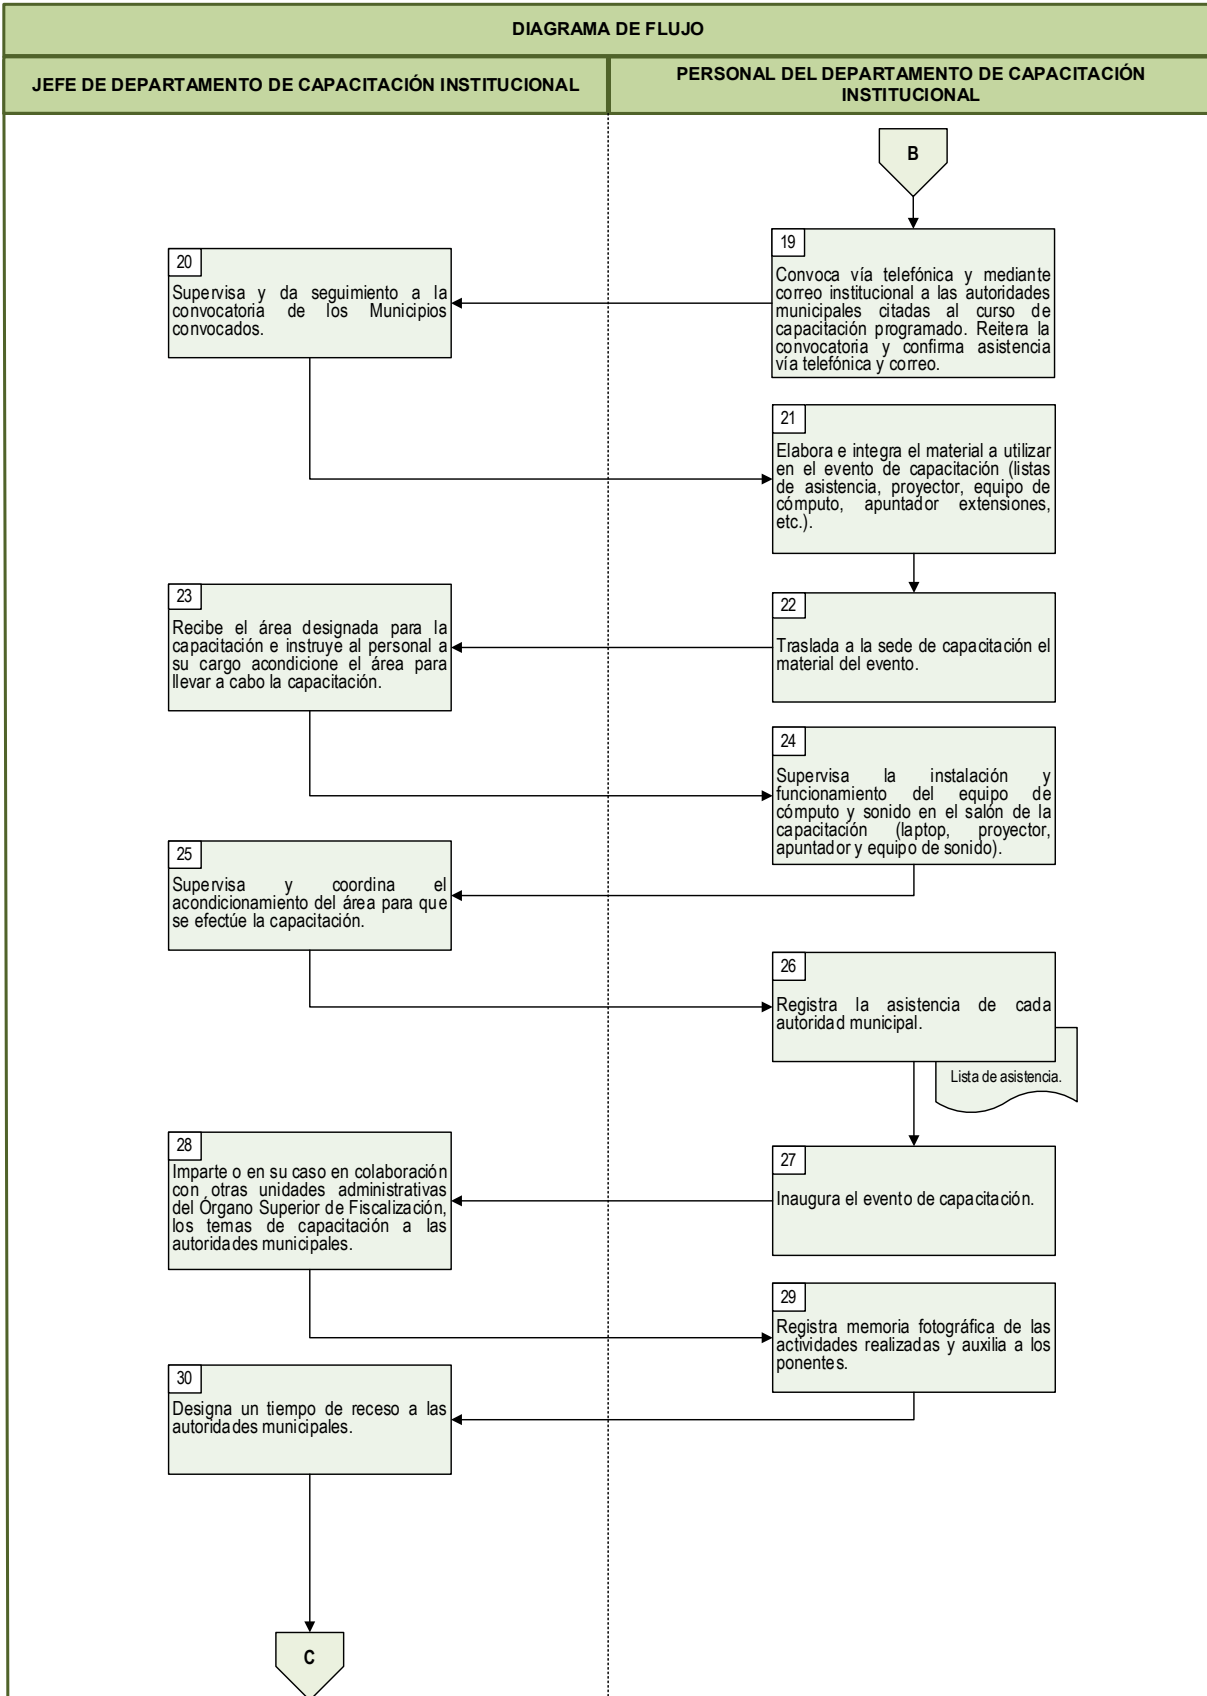 DIAGRAMA DE FLUJO
JEFE DE DEPARTAMENTO DE CAPACITACIÓN INSTITUCIONAL
PERSONAL DEL DEPARTAMENTO DE CAPACITACIÓN
INSTITUCIONAL
B
19
Convoca vía telefónica y mediante
correo institucional a las autoridades
municipales citadas al curso de
capacitación programado. Reitera la
convocatoria y confirma asistencia
vía telefónica y correo.
20
Supervisa y da seguimiento a la
convocatoria de los Municipios
convocados.
21
Elabora e integra el material a utilizar
en el evento de capacitación (listas
de asistencia, proyector, equipo de
cómputo, apuntador extensiones,
etc.).
22
Traslada a la sede de capacitación el
material del evento.
23
Recibe el área designada para la
capacitación e instruye al personal a
su cargo acondicione el área para
llevar a cabo la capacitación.
24
Supervisa la instalación y
funcionamiento del equipo de
cómputo y sonido en el salón de la
capacitación (laptop, proyector,
apuntador y equipo de sonido).
25
Supervisa y coordina el
acondicionamiento del área para que
se efectúe la capacitación.
26
Registra la asistencia de cada
autoridad municipal.
Lista de asistencia.
27
Inaugura el evento de capacitación.
28
Imparte o en su caso en colaboración
con otras unidades administrativas
del Órgano Superior de Fiscalización,
los temas de capacitación a las
autoridades municipales.
29
Registra memoria fotográfica de las
actividades realizadas y auxilia a los
ponentes.
30
Designa un tiempo de receso a las
autoridades municipales.
C